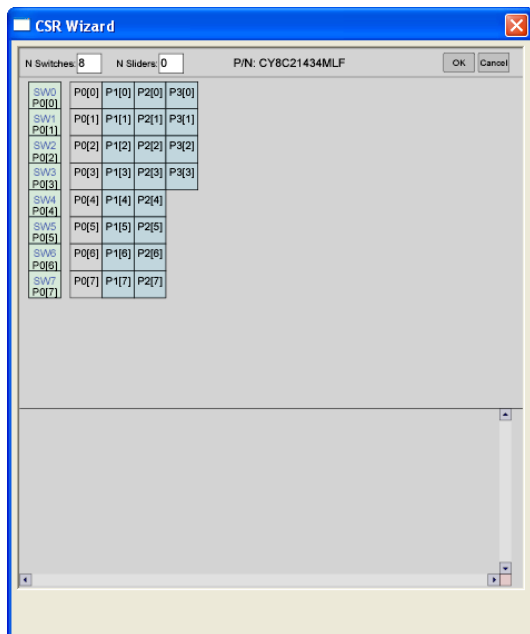 CSR Wizard
N Switches: 8 N Sliders: 0 P/N: CY8C21434MLF OK Cancel
SW0
P0[0] P0[0] P1[0] P2[0] P3[0]
SW1
P0[1] P0[1] P1[1] P2[1] P3[1]
SW2
P0[2] P0[2] P1[2] P2[2] P3[2]
SW3
P0[3] P0[3] P1[3] P2[3] P3[3]
SW4
P0[4] P0[4] P1[4] P2[4]
SW5
P0[5] P0[5] P1[5] P2[5]
SW6
P0[6] P0[6] P1[6] P2[6]
SW7
P0[7] P0[7] P1[7] P2[7]